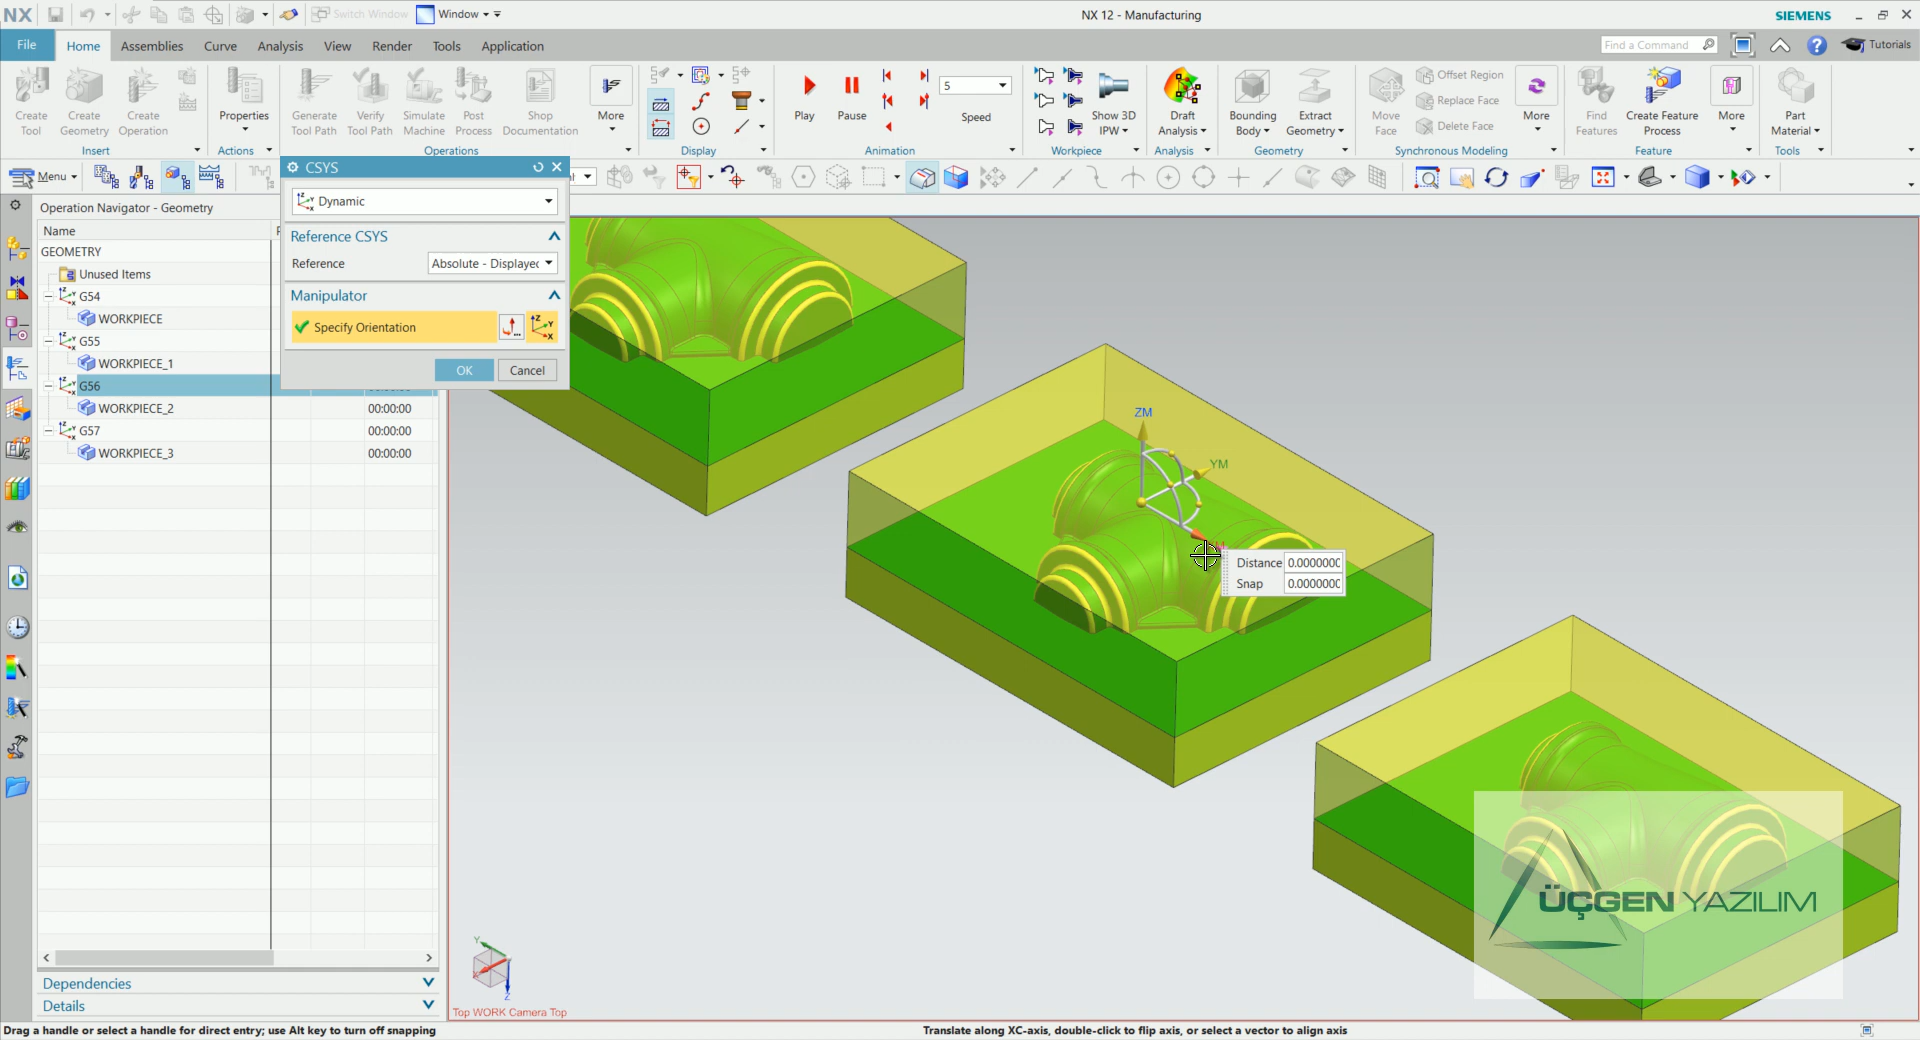 NX
Switch Window
Window
NX 12 - Manufacturing
SIEMENS
File
Home
Assemblies
Curve
Analysis
View
Render
Tools
Application
Find a Command
Tutorials
Create Tool
Create Geometry
Create Operation
Properties
Generate Tool Path
Verify Tool Path
Simulate Machine
Post Process
Shop Documentation
More
5
Play
Pause
Speed
Show 3D IPW
Draft Analysis
Bounding Body
Extract Geometry
Move Face
Offset Region
Replace Face
Delete Face
More
Find Features
Create Feature Process
More
Part Material
Insert
Actions
Operations
Display
Animation
Workpiece
Analysis
Geometry
Synchronous Modeling
Feature
Tools
Menu
CSYS
Dynamic
Reference CSYS
Reference
Absolute - Displayed
Manipulator
Specify Orientation
OK
Cancel
Operation Navigator - Geometry
Name
GEOMETRY
Unused Items
G54
WORKPIECE
G55
WORKPIECE_1
G56
WORKPIECE_2
00:00:00
G57
00:00:00
WORKPIECE_3
00:00:00
Dependencies
Details
ZM
YM
Distance 0.0000000
Snap 0.0000000
ÜÇGEN YAZILIM
Y
Z
Top WORK Camera Top
Drag a handle or select a handle for direct entry; use Alt key to turn off snapping
Translate along XC-axis, double-click to flip axis, or select a vector to align axis